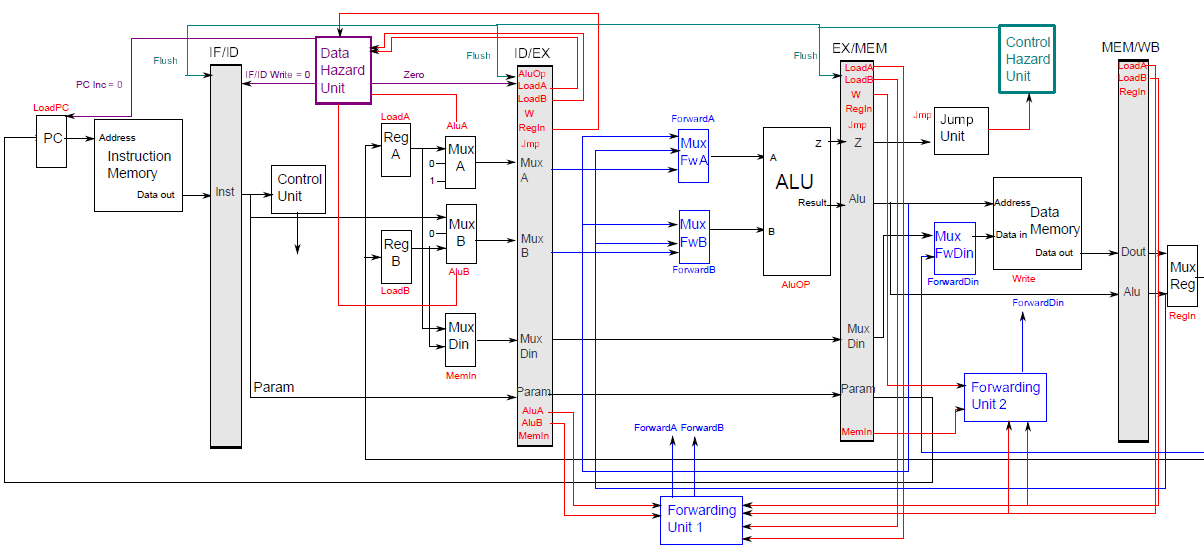 Flush
IF/ID
IF/ID Write = 0
PC Inc = 0
Data
Hazard
Unit
Zero
Flush
ID/EX
Flush
EX/MEM
Control
Hazard
Unit
MEM/WB
LoadPC
PC
Address
Instruction
Memory
Data out
Inst
Control
Unit
LoadA
Reg
A
AluA
Mux
A
0
1
Mux
B
0
AluB
Reg
B
LoadB
Mux
Din
MemIn
Param
AluOp
LoadA
LoadB
W
RegIn
Jmp
Mux
A
Mux
B
Mux
Din
Param
AluA
AluB
MemIn
ForwardA
Mux
FwA
Mux
FwB
ForwardB
A
B
ALU
Z
Result
AluOP
LoadA
LoadB
W
RegIn
Jmp
Z
Alu
Mux
Din
Param
MemIn
Jmp
Jump
Unit
Mux
FwDin
ForwardDin
Address
Data
Memory
Data in
Data out
Write
ForwardDin
Forwarding
Unit 2
ForwardA
ForwardB
Forwarding
Unit 1
LoadA
LoadB
RegIn
Dout
Alu
Mux
Reg
RegIn